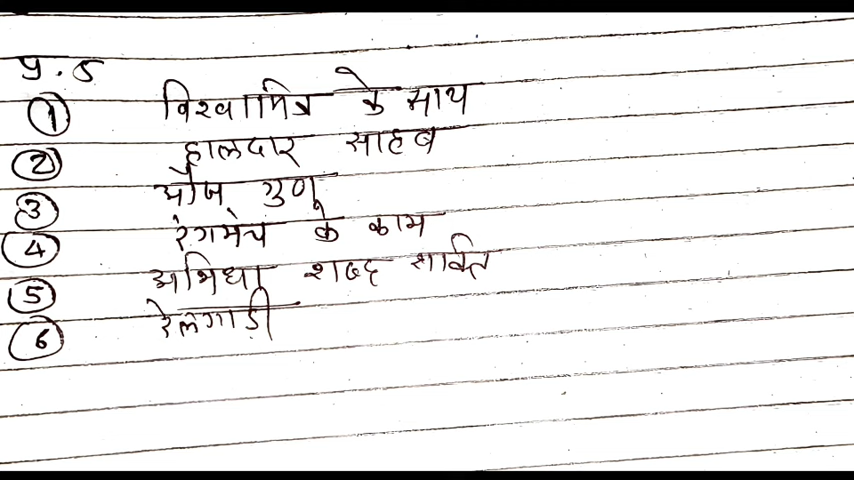 प्र. 5
① विश्वामित्र के साथ
② हालदार साहब
③ ओज गुण
④ रंगमंच के काम
⑤ अभिधा शब्द शक्ति
⑥ रेलगाड़ी